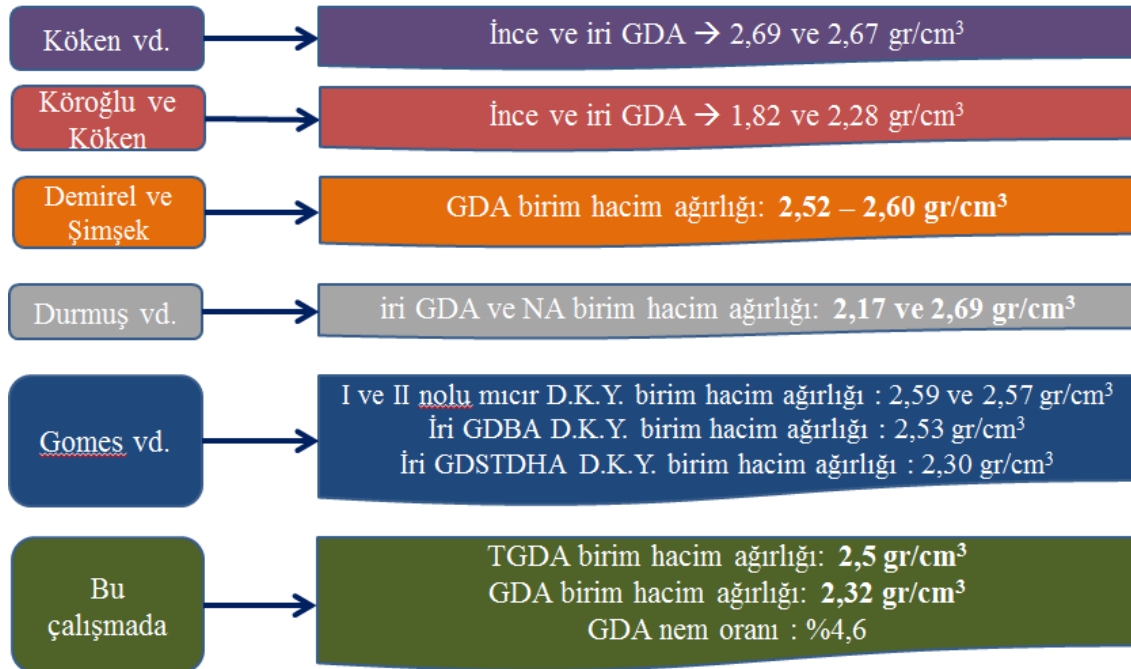 Köken vd.
İnce ve iri GDA → 2,69 ve 2,67 gr/cm³
Köroğlu ve
Köken
İnce ve iri GDA → 1,82 ve 2,28 gr/cm³
Demirel ve
Şimşek
GDA birim hacim ağırlığı: 2,52 – 2,60 gr/cm³
Durmuş vd.
iri GDA ve NA birim hacim ağırlığı: 2,17 ve 2,69 gr/cm³
Gomes vd.
I ve II nolu mıcır D.K.Y. birim hacim ağırlığı : 2,59 ve 2,57 gr/cm³
İri GDBA D.K.Y. birim hacim ağırlığı : 2,53 gr/cm³
İri GDSTDHA D.K.Y. birim hacim ağırlığı : 2,30 gr/cm³
Bu
çalışmada
TGDA birim hacim ağırlığı: 2,5 gr/cm³
GDA birim hacim ağırlığı: 2,32 gr/cm³
GDA nem oranı : %4,6